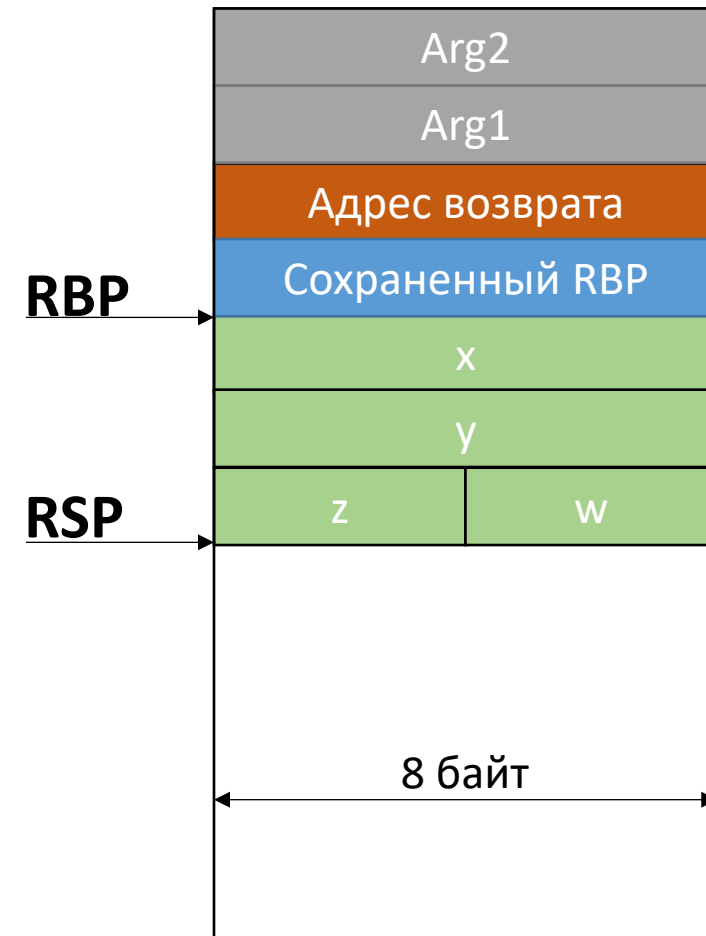 Arg2
Arg1
Адрес возврата
Сохраненный RBP
RBP
x
y
RSP
z
w
8 байт